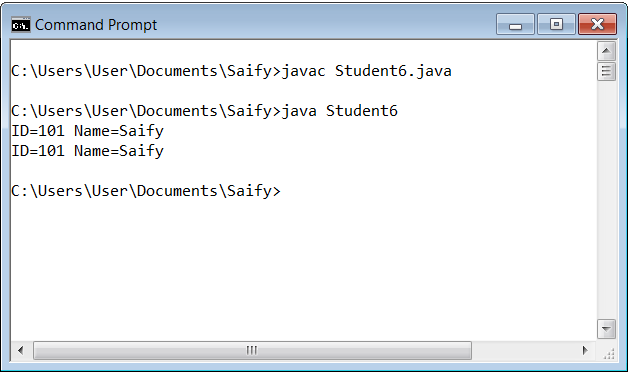 Command Prompt
C:\Users\User\Documents\Saify>javac Student6.java
C:\Users\User\Documents\Saify>java Student6
ID=101 Name=Saify
ID=101 Name=Saify
C:\Users\User\Documents\Saify>